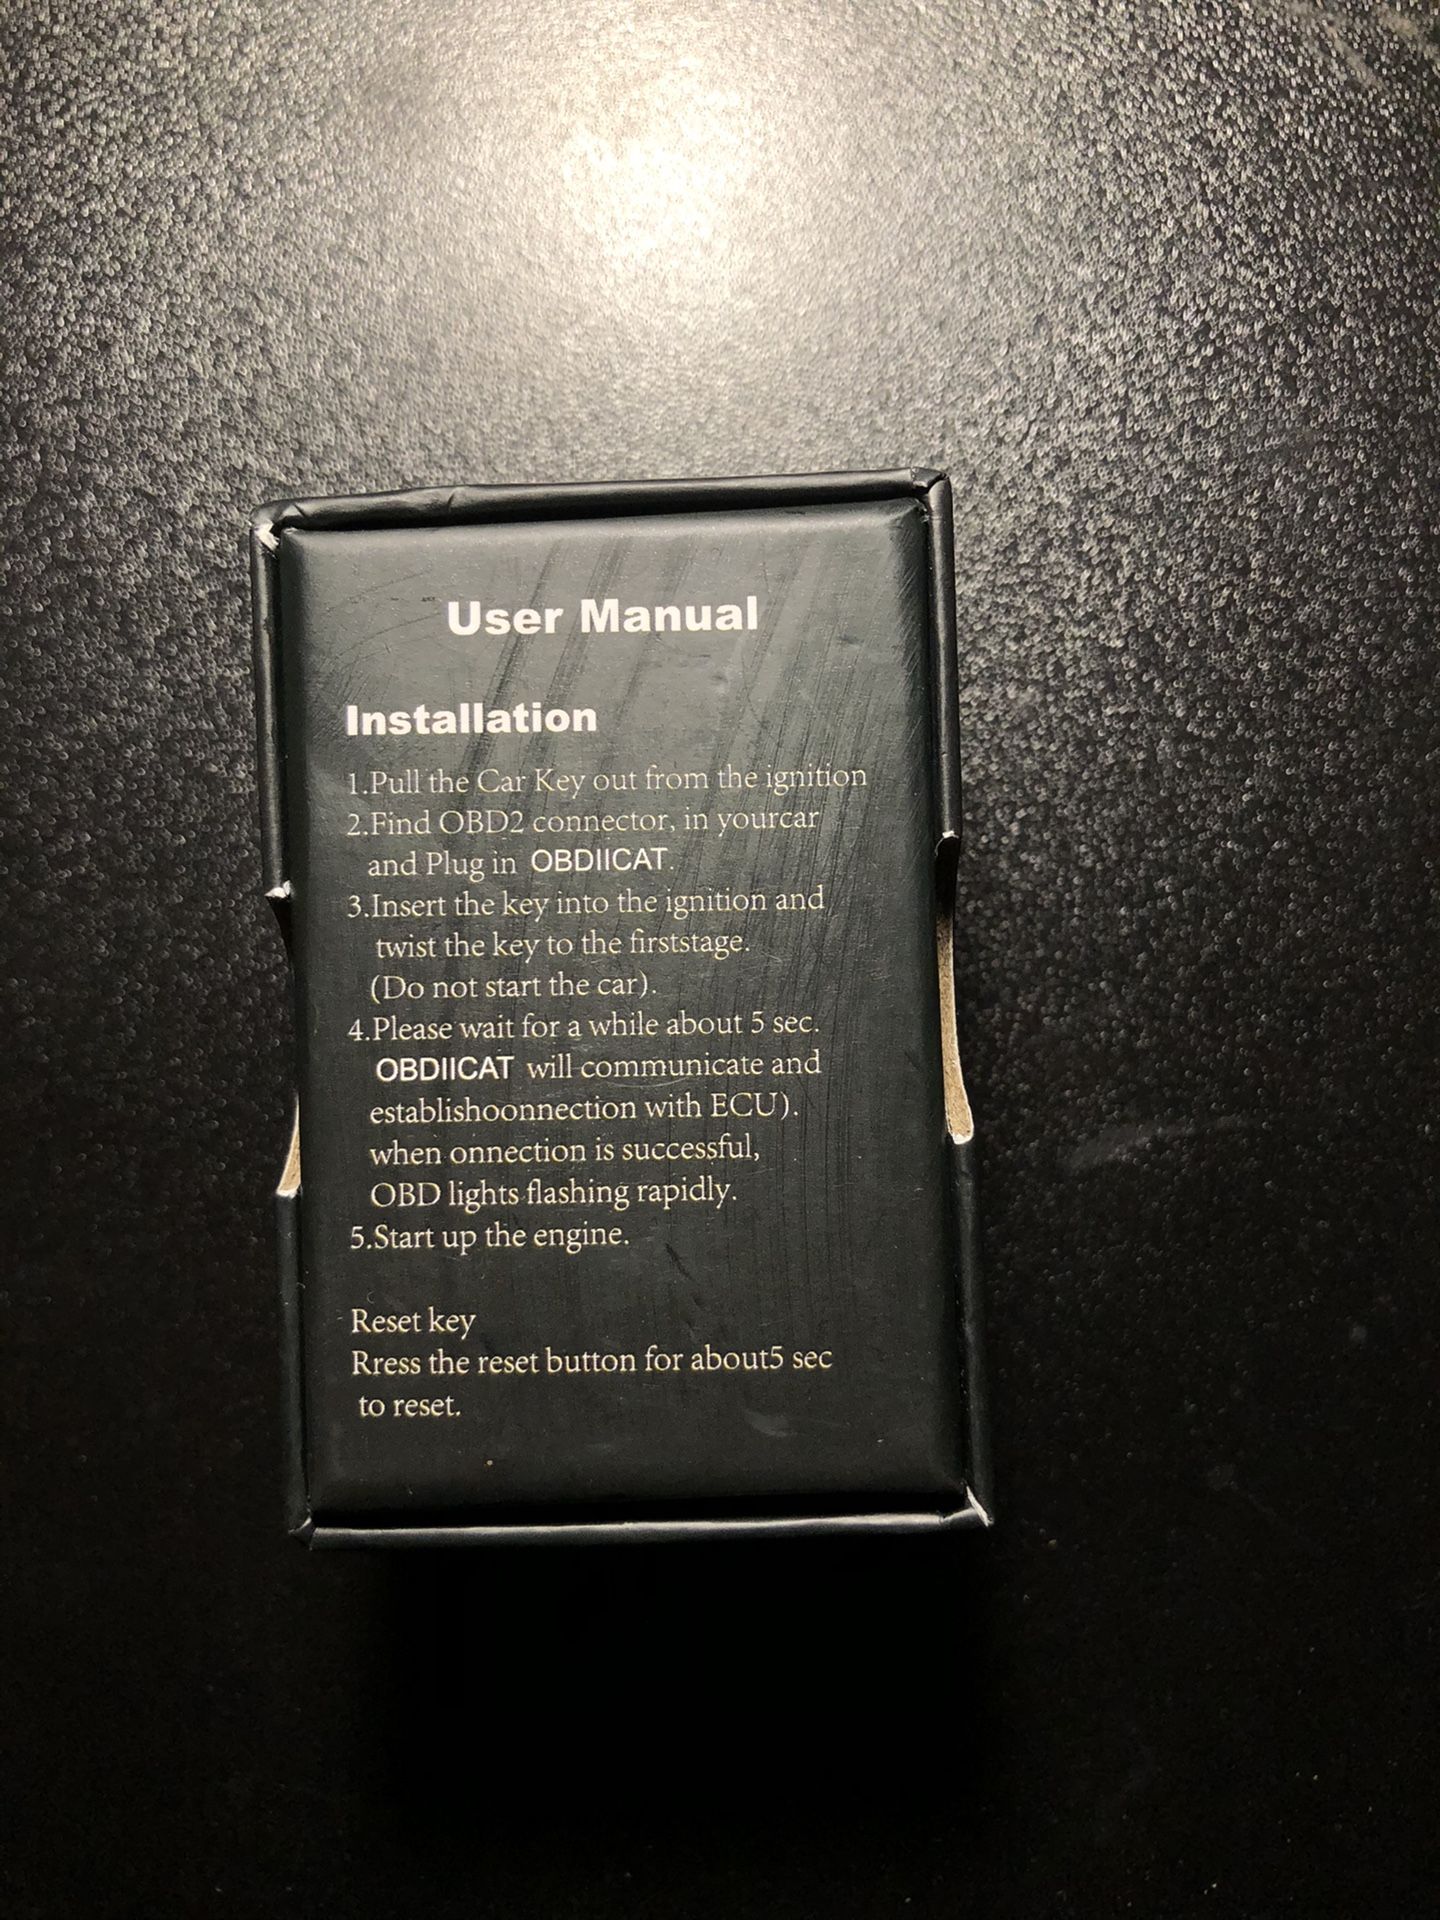 User Manual
Installation
1.Pull the Car Key out from the ignition
2.Find OBD2 connector, in yourcar
and Plug in OBDIICAT.
3.Insert the key into the ignition and
twist the key to the firststage.
(Do not start the car).
4.Please wait for a while about 5 sec.
OBDIICAT will communicate and
establishoonnection with ECU).
when onnection is successful,
OBD lights flashing rapidly.
5.Start up the engine.
Reset key
Rress the reset button for about5 sec
to reset.